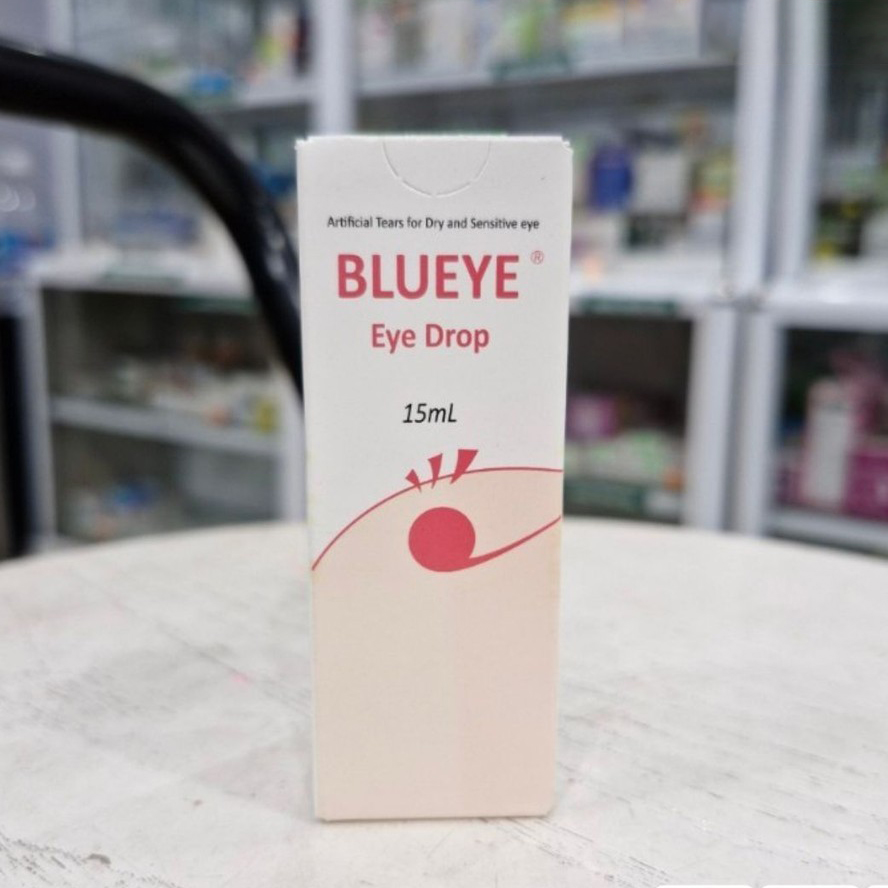 Artificial Tears for Dry and Sensitive eye
BLUEYE ®
Eye Drop
15mL